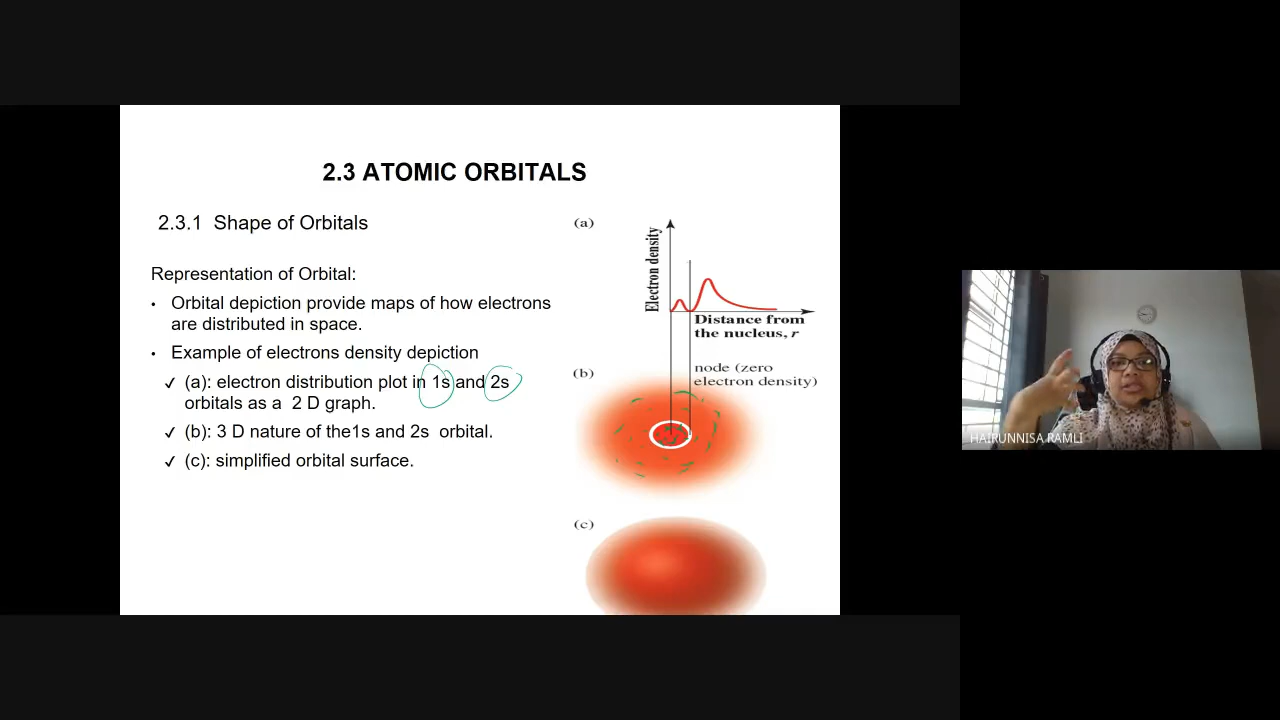 2.3 ATOMIC ORBITALS
2.3.1 Shape of Orbitals
Representation of Orbital:
• Orbital depiction provide maps of how electrons
are distributed in space.
• Example of electrons density depiction
✓ (a): electron distribution plot in 1s and 2s
orbitals as a 2 D graph.
✓ (b): 3 D nature of the1s and 2s orbital.
✓ (c): simplified orbital surface.
(a)
Electron density
Distance from
the nucleus, r
node (zero
electron density)
(b)
(c)
HAIRUNNISA RAMLI